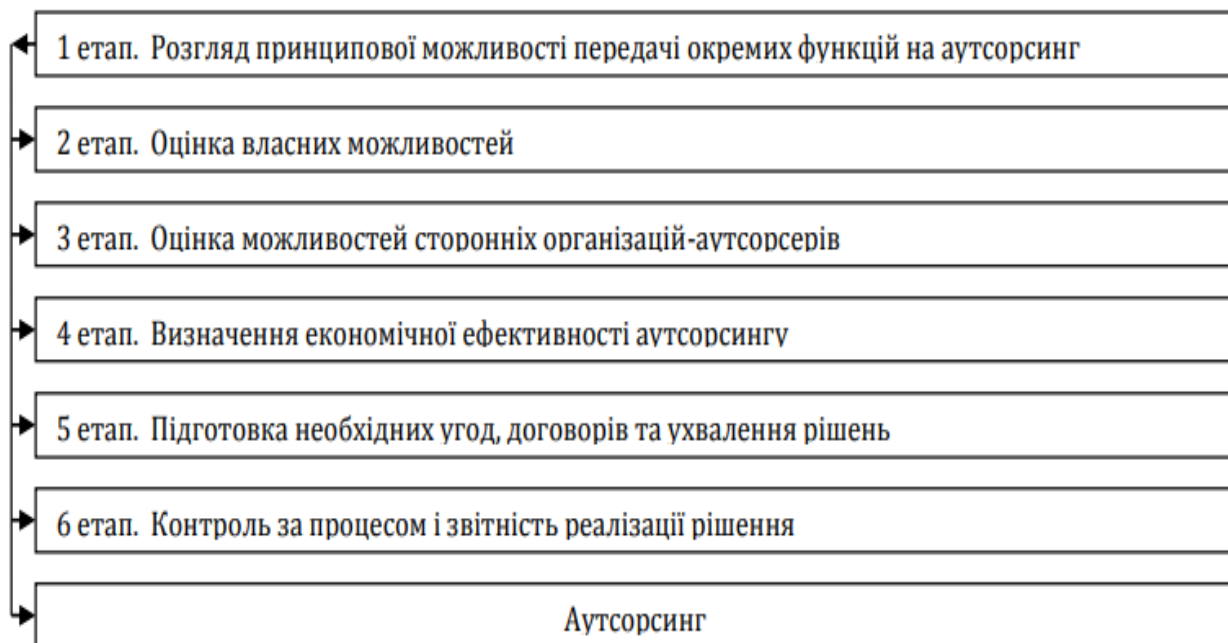 1 етап. Розгляд принципової можливості передачі окремих функцій на аутсорсинг
2 етап. Оцінка власних можливостей
3 етап. Оцінка можливостей сторонніх організацій-аутсорсерів
4 етап. Визначення економічної ефективності аутсорсингу
5 етап. Підготовка необхідних угод, договорів та ухвалення рішень
6 етап. Контроль за процесом і звітність реалізації рішення
Аутсорсинг